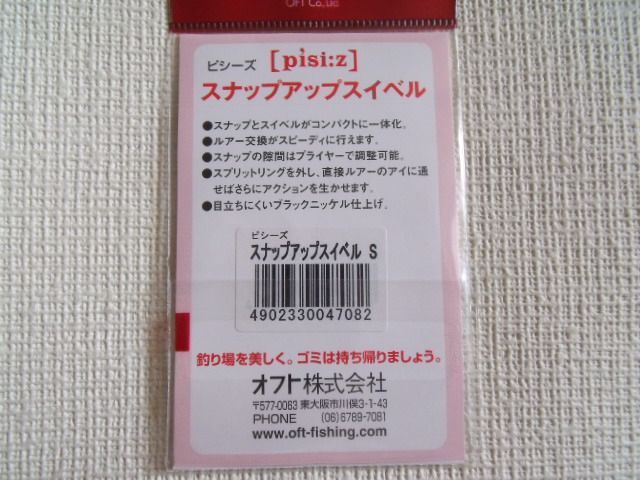 OFT Co.,Ltd
ピシーズ [pisi:z]
スナップアップスイベル
●スナップとスイベルがコンパクトに一体化。
●ルアー交換がスピーディに行えます。
●スナップの隙間はプライヤーで調整可能。
●スプリットリングを外し、直接ルアーのアイに通
せばさらにアクションを生かせます。
●目立ちにくいブラックニッケル仕上げ。
ピシーズ
スナップアップスイベル S
4902330047082
釣り場を美しく。ゴミは持ち帰りましょう。
オフト株式会社
〒577-0063 東大阪市川俣3-1-43
PHONE (06)6789-7081
www.oft-fishing.com